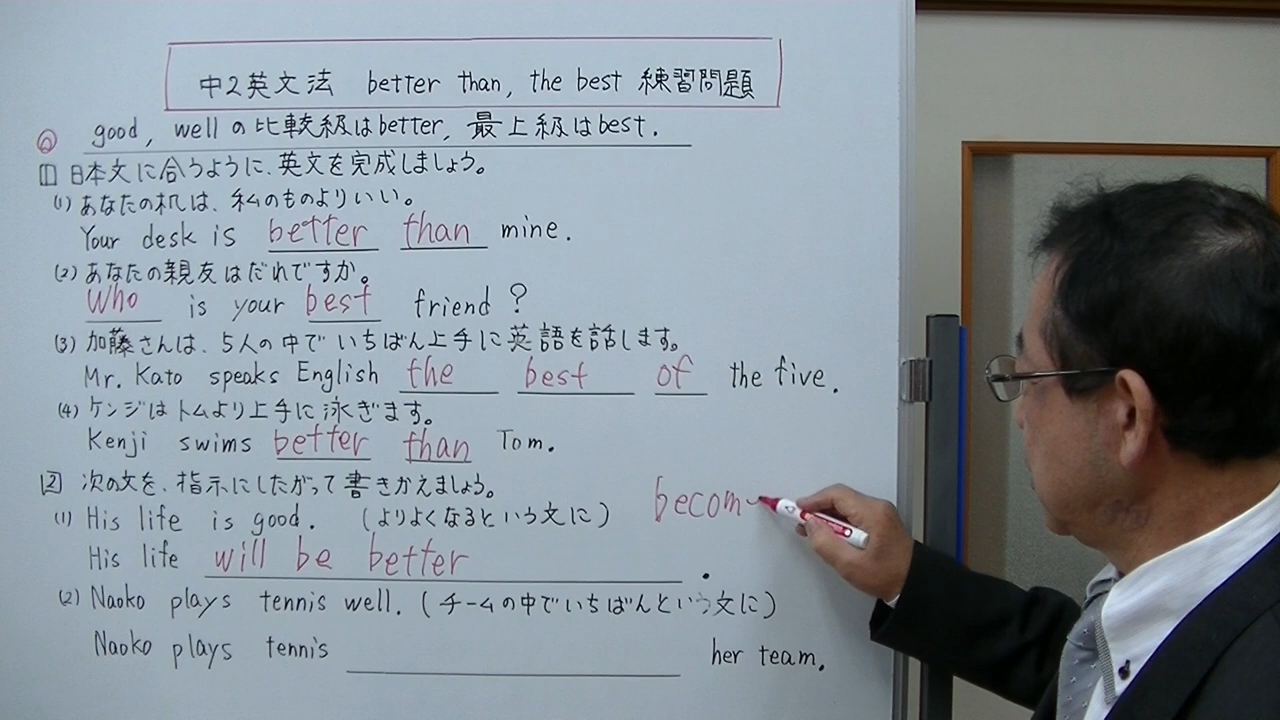 中2英文法 better than, the best 練習問題
◎ good, well の比較級はbetter, 最上級はbest.
1 日本文に合うように、英文を完成しましょう。
(1) あなたの机は、私のものよりいい。
Your desk is better than mine.
(2) あなたの親友はだれですか。
Who is your best friend?
(3) 加藤さんは、5人の中でいちばん上手に英語を話します。
Mr. Kato speaks English the best of the five.
(4) ケンジはトムより上手に泳ぎます。
Kenji swims better than Tom.
2 次の文を、指示にしたがって書きかえましょう。
(1) His life is good. (よりよくなるという文に) becom
His life will be better .
(2) Naoko plays tennis well. (チームの中でいちばんという文に)
Naoko plays tennis her team.